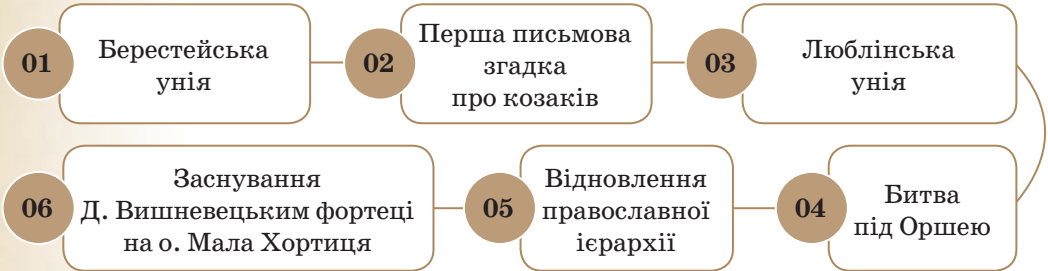 01
Берестейська
унія
02
Перша письмова
згадка
про козаків
03
Люблінська
унія
04
Битва
під Оршею
05
Відновлення
православної
ієрархії
06
Заснування
Д. Вишневецьким фортеці
на о. Мала Хортиця